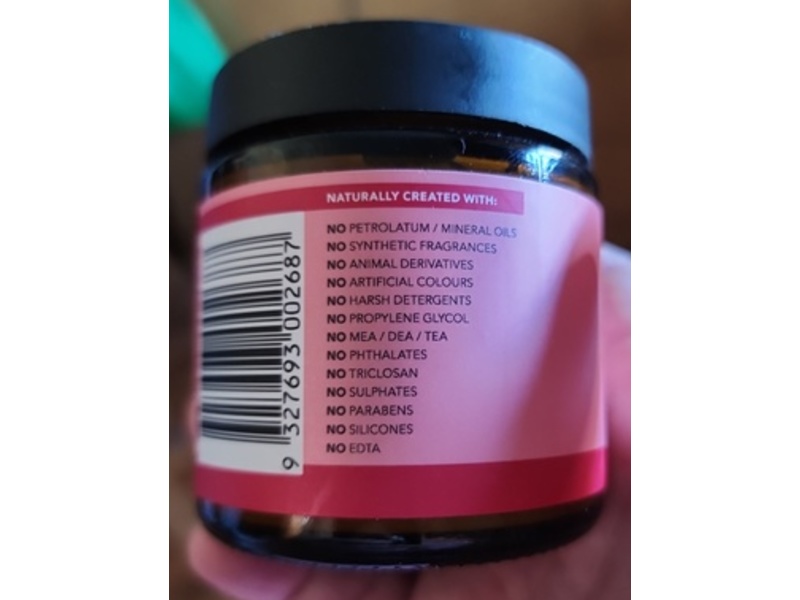 NATURALLY CREATED WITH:
NO PETROLATUM / MINERAL OILS
NO SYNTHETIC FRAGRANCES
NO ANIMAL DERIVATIVES
NO ARTIFICIAL COLOURS
NO HARSH DETERGENTS
NO PROPYLENE GLYCOL
NO MEA / DEA / TEA
NO PHTHALATES
NO TRICLOSAN
NO SULPHATES
NO PARABENS
NO SILICONES
NO EDTA
9 327693 002687